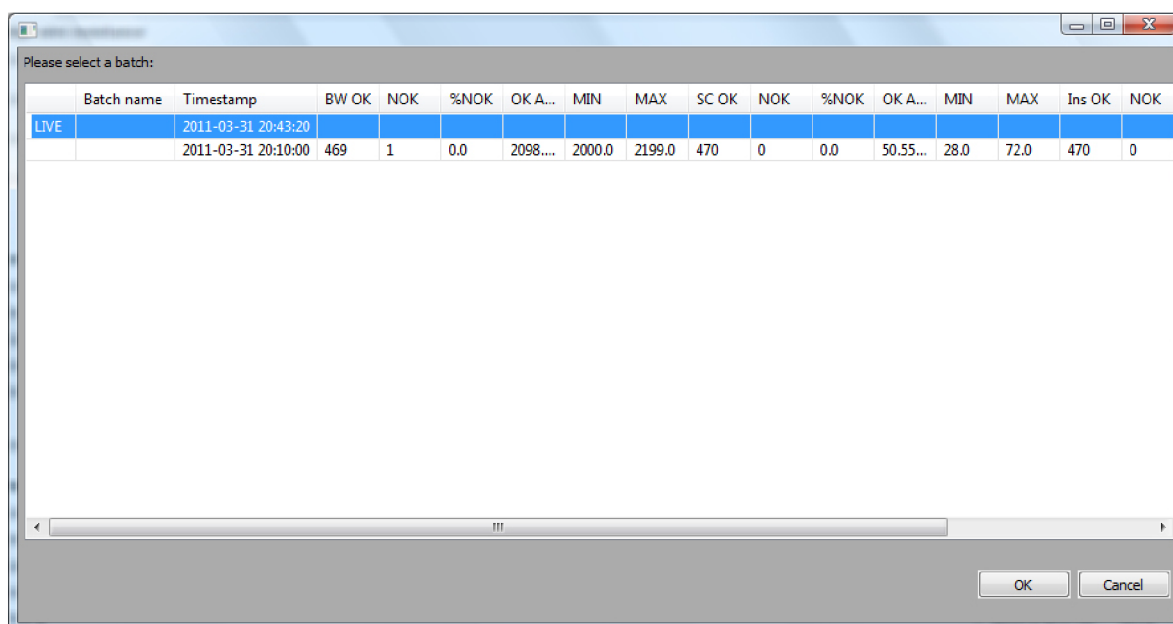 Please select a batch:
Batch name Timestamp BW OK NOK %NOK OK A... MIN MAX SC OK NOK %NOK OK A... MIN MAX Ins OK NOK
LIVE 2011-03-31 20:43:20
2011-03-31 20:10:00 469 1 0.0 2098.... 2000.0 2199.0 470 0 0.0 50.55... 28.0 72.0 470 0
OK Cancel